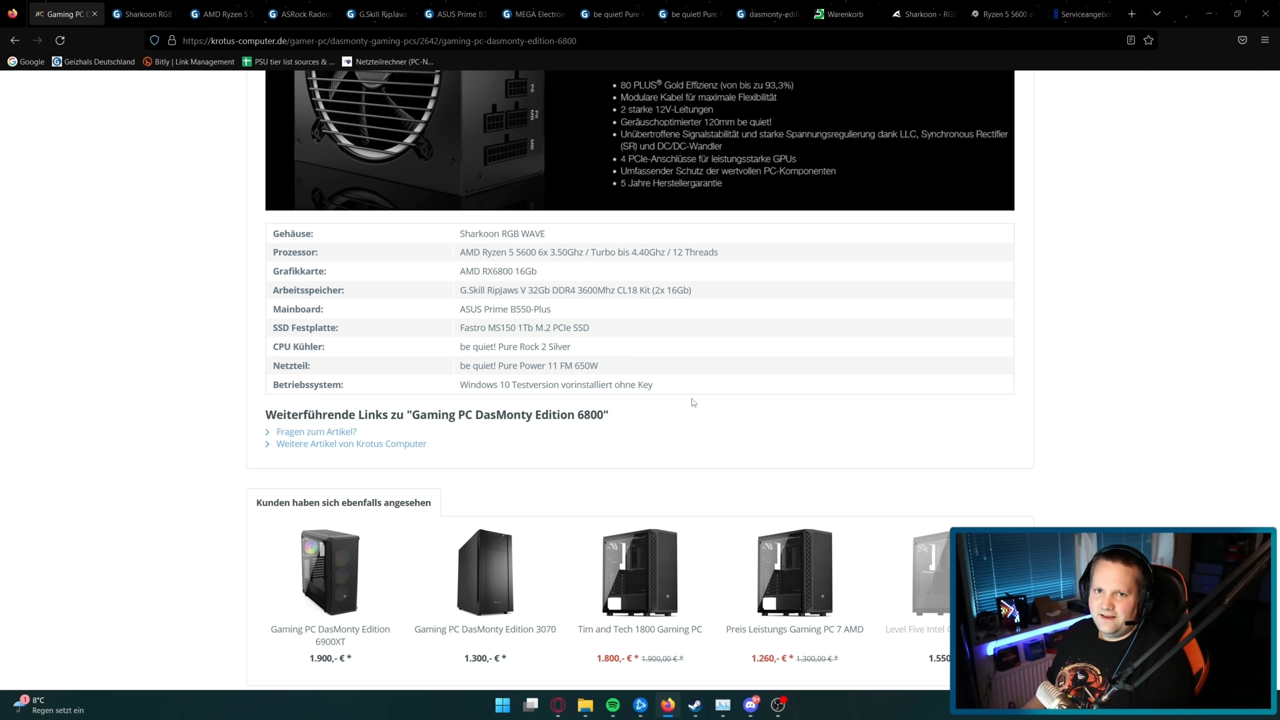 Gaming PC D
Sharkoon RGB
AMD Ryzen 5 5
ASRock Radeo
G.Skill RipJaws
ASUS Prime B5
MEGA Electron
be quiet! Pure
be quiet! Pure
dasmonty-editi
Warenkorb
Sharkoon - RG
Ryzen 5 5600 a
Serviceangebo
https://krotus-computer.de/gamer-pc/dasmonty-gaming-pcs/2642/gaming-pc-dasmonty-edition-6800
Google
Geizhals Deutschland
Bitly | Link Management
PSU tier list sources & ...
Netzteilrechner (PC-N...
• 80 PLUS® Gold Effizienz (von bis zu 93,3%)
• Modulare Kabel für maximale Flexibilität
• 2 starke 12V-Leitungen
• Geräuschoptimierter 120mm be quiet!
• Unübertroffene Signalstabilität und starke Spannungsregulierung dank LLC, Synchronous Rectifier
(SR) und DC/DC-Wandler
• 4 PCIe-Anschlüsse für leistungsstarke GPUs
• Umfassender Schutz der wertvollen PC-Komponenten
• 5 Jahre Herstellergarantie
Gehäuse: Sharkoon RGB WAVE
Prozessor: AMD Ryzen 5 5600 6x 3.50Ghz / Turbo bis 4.40Ghz / 12 Threads
Grafikkarte: AMD RX6800 16Gb
Arbeitsspeicher: G.Skill RipJaws V 32Gb DDR4 3600Mhz CL18 Kit (2x 16Gb)
Mainboard: ASUS Prime B550-Plus
SSD Festplatte: Fastro MS150 1Tb M.2 PCIe SSD
CPU Kühler: be quiet! Pure Rock 2 Silver
Netzteil: be quiet! Pure Power 11 FM 650W
Betriebssystem: Windows 10 Testversion vorinstalliert ohne Key
Weiterführende Links zu "Gaming PC DasMonty Edition 6800"
Fragen zum Artikel?
Weitere Artikel von Krotus Computer
Kunden haben sich ebenfalls angesehen
Gaming PC DasMonty Edition
6900XT
1.900,- € *
Gaming PC DasMonty Edition 3070
1.300,- € *
Tim and Tech 1800 Gaming PC
1.800,- € * 1.900,00 € *
Preis Leistungs Gaming PC 7 AMD
1.260,- € * 1.300,00 € *
Level Five Intel
1.550
8°C
Regen setzt ein